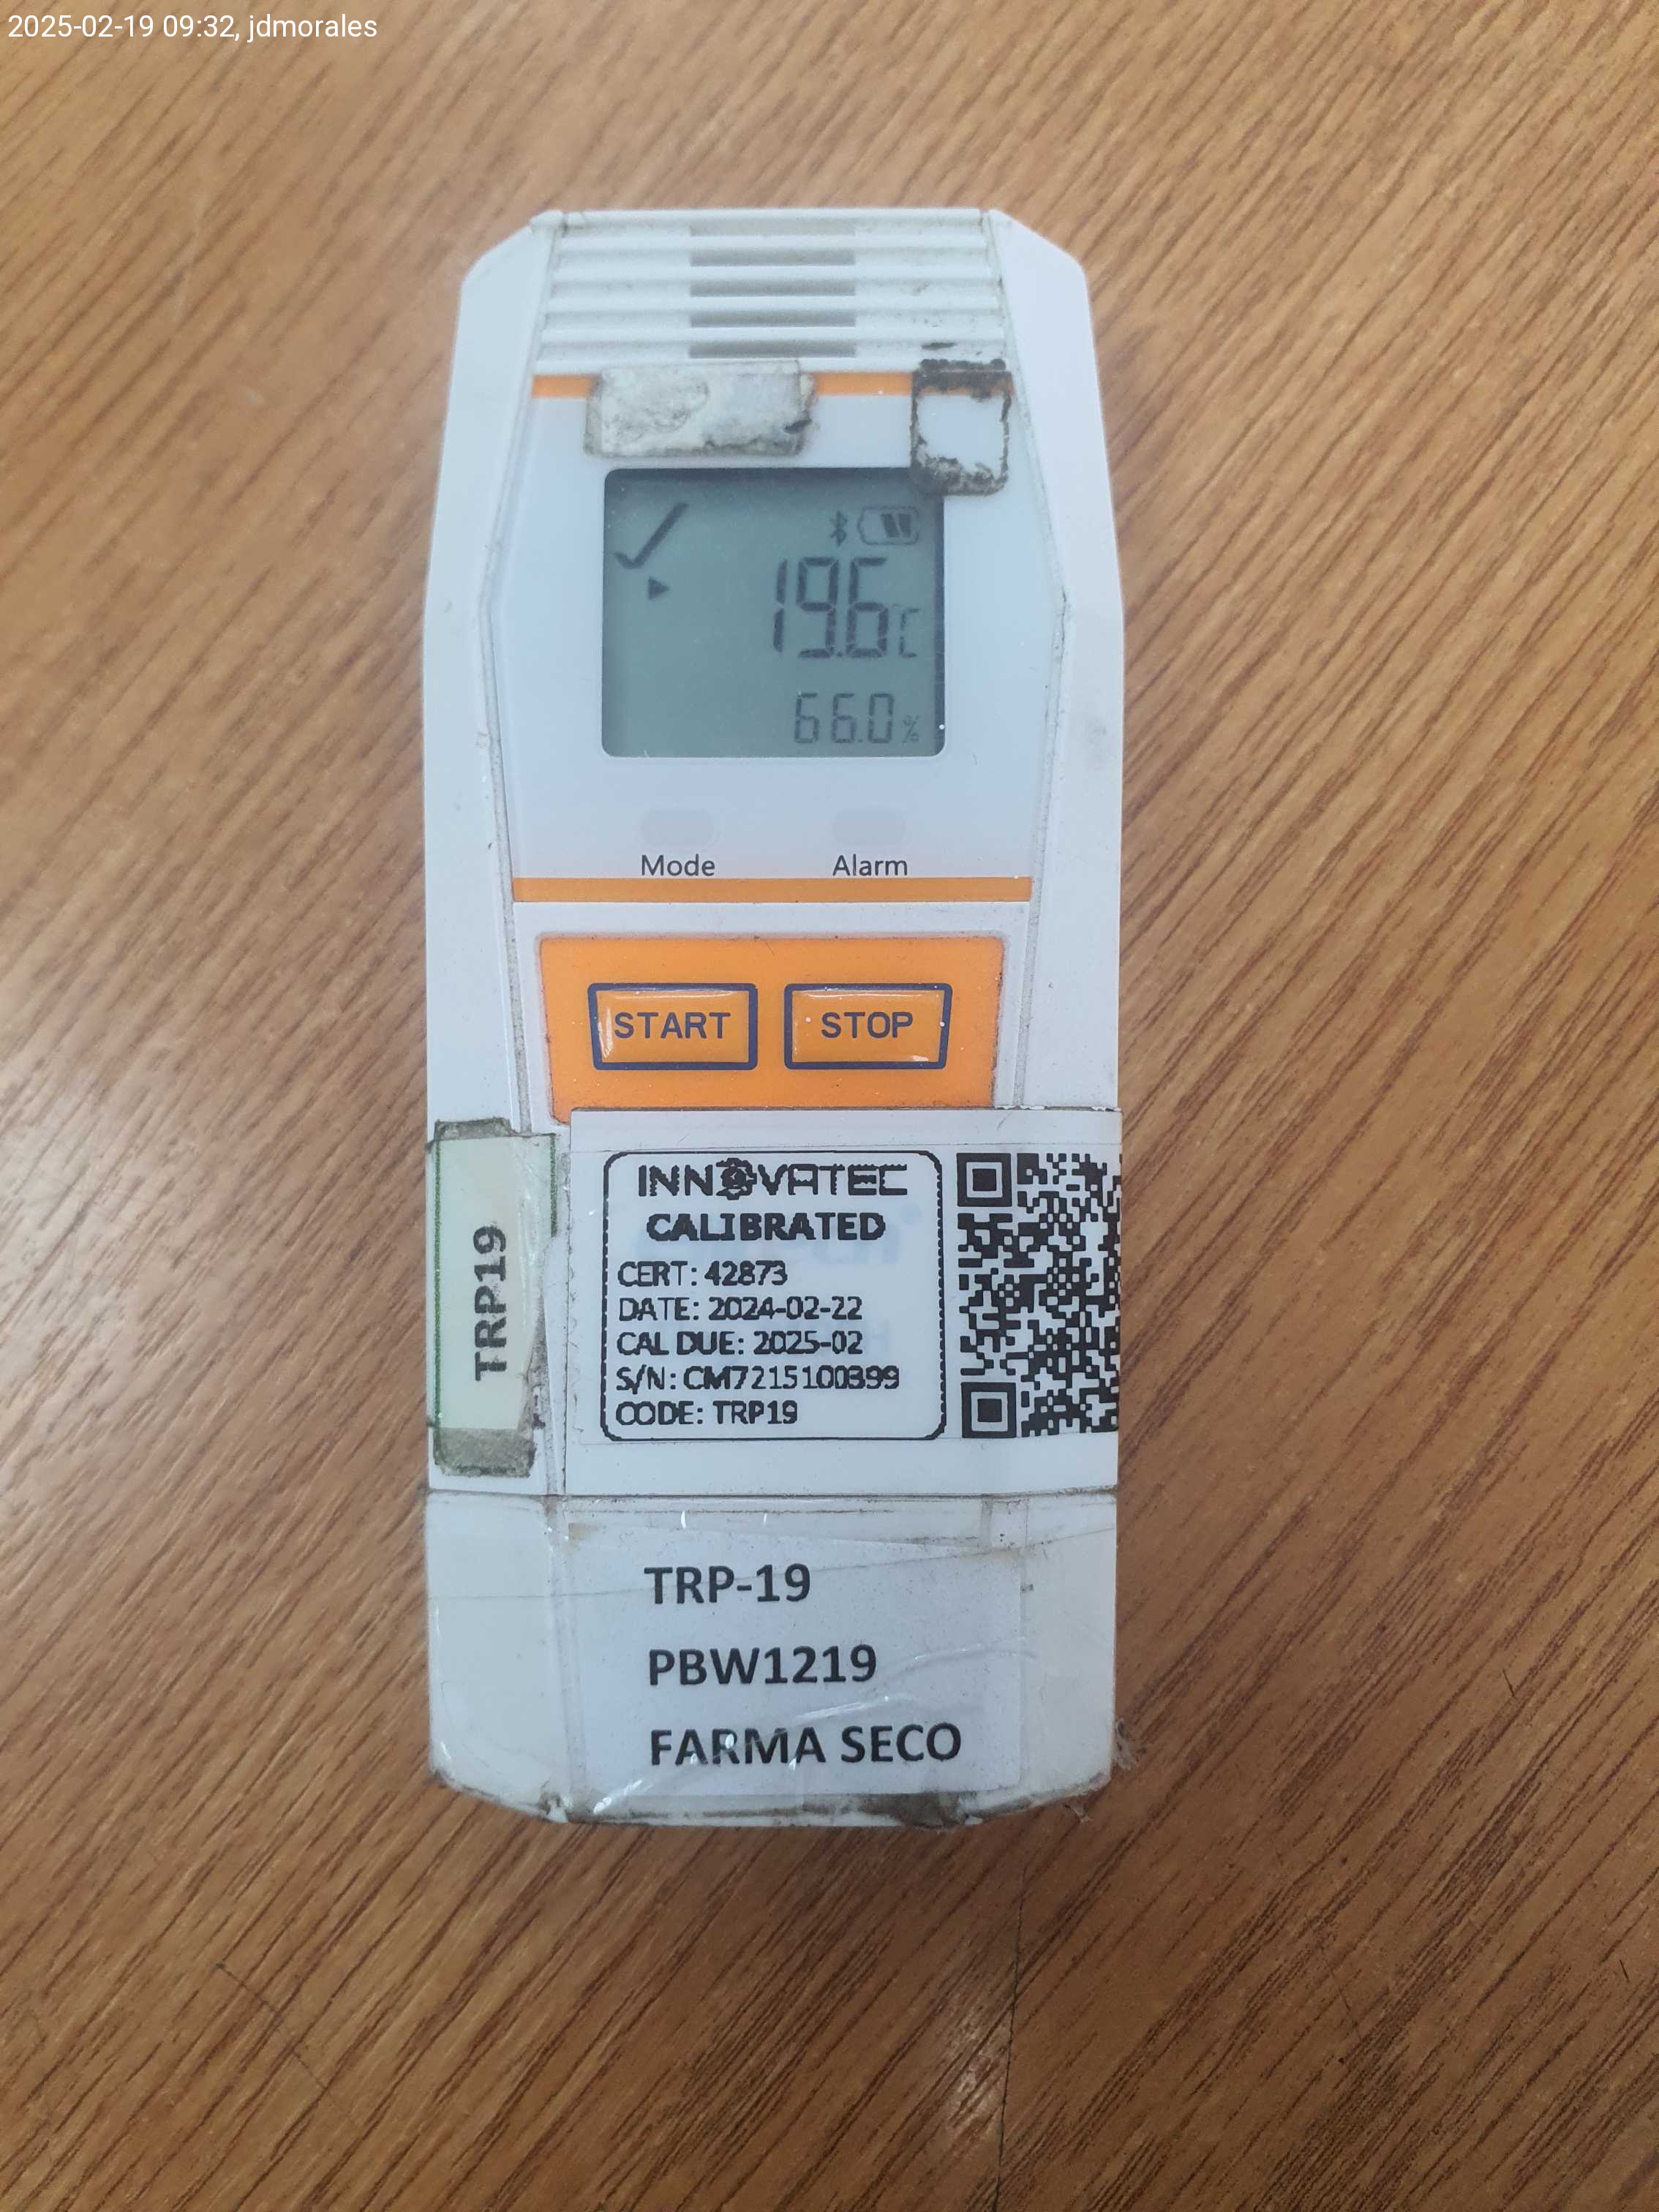 2025-02-19 09:32, jdmorales
19.6°C
66.0%
Mode Alarm
START STOP
INNOVATEC
CALIBRATED
CERT: 42873
DATE: 2024-02-22
CAL DUE: 2025-02
S/N: CM7215100399
CODE: TRP19
TRP19
TRP-19
PBW1219
FARMA SECO